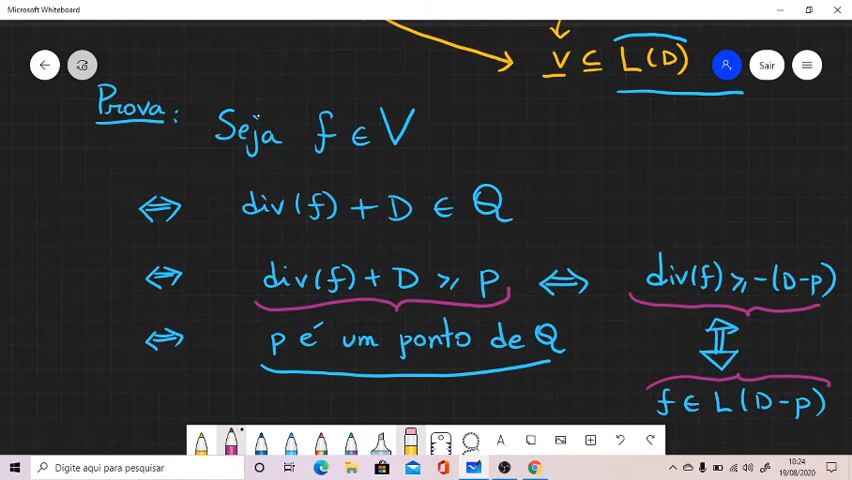 Microsoft Whiteboard
V ⊆ L(D)
Sair
Prova:
Seja f ∈ V
⇔ div(f) + D ∈ Q
⇔ div(f) + D ⩾ p ⇔ div(f) ⩾ -(D-p)
⇔ p é um ponto de Q
⇕
f ∈ L(D-p)
Digite aqui para pesquisar
10:24
19/08/2020